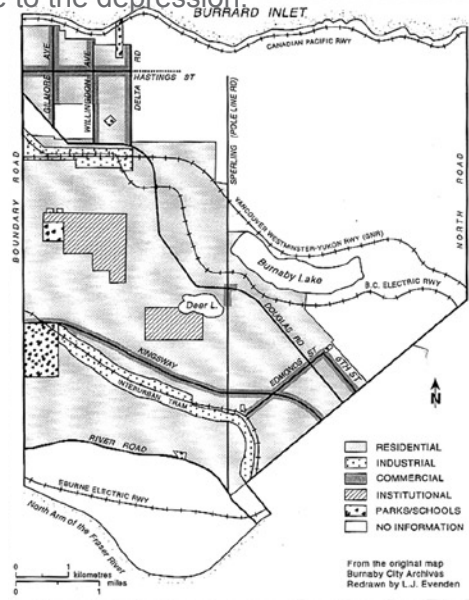 e to the depression.
BURRARD INLET
CANADIAN PACIFIC RWY
GILMORE AVE
WILLINGDON AVE
DELTA RD
HASTINGS ST
SPERLING (POLE LINE RD)
BOUNDARY ROAD
NORTH ROAD
VANCOUVER WESTMINSTER-YUKON RWY (GNR)
Burnaby Lake
B.C. ELECTRIC RWY
Deer L.
DOUGLAS RD
KINGSWAY
EDMONDS ST
6TH ST
INTERURBAN TRAM
N
RIVER ROAD
EBURNE ELECTRIC RWY
North Arm of the Fraser River
RESIDENTIAL
INDUSTRIAL
COMMERCIAL
INSTITUTIONAL
PARKS/SCHOOLS
NO INFORMATION
0 1
kilometres
miles
0 1
From the original map
Burnaby City Archives
Redrawn by L.J. Evenden